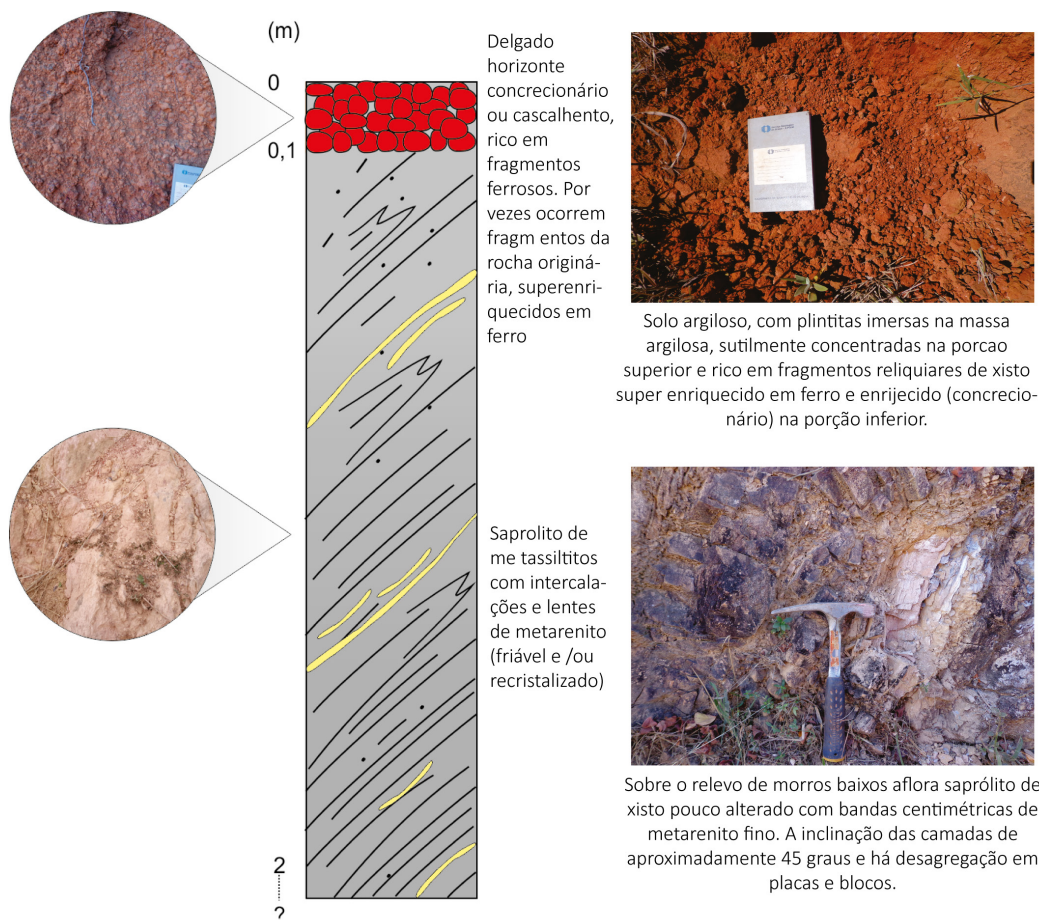 (m)
0
0,1
2
?
Delgado
horizonte
concrecionário
ou cascalhento,
rico em
fragmentos
ferrosos. Por
vezes ocorrem
fragm entos da
rocha originá-
ria, superenri-
quecidos em
ferro
Saprolito de
me tassiltitos
com intercala-
ções e lentes
de metarenito
(friável e /ou
recristalizado)
Solo argiloso, com plintitas imersas na massa
argilosa, sutilmente concentradas na porcao
superior e rico em fragmentos reliquiares de xisto
super enriquecido em ferro e enrijecido (concrecio-
nário) na porção inferior.
Sobre o relevo de morros baixos aflora saprólito de
xisto pouco alterado com bandas centimétricas de
metarenito fino. A inclinação das camadas de
aproximadamente 45 graus e há desagregação em
placas e blocos.